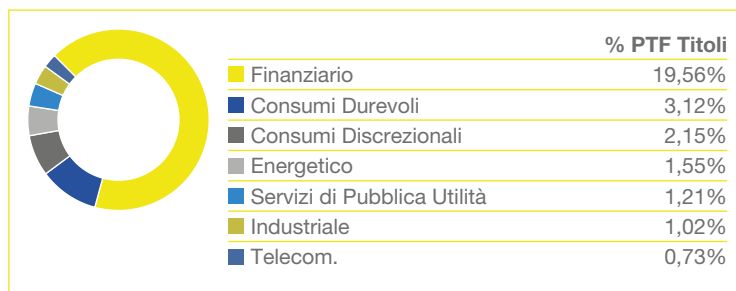 % PTF Titoli
Finanziario 19,56%
Consumi Durevoli 3,12%
Consumi Discrezionali 2,15%
Energetico 1,55%
Servizi di Pubblica Utilità 1,21%
Industriale 1,02%
Telecom. 0,73%